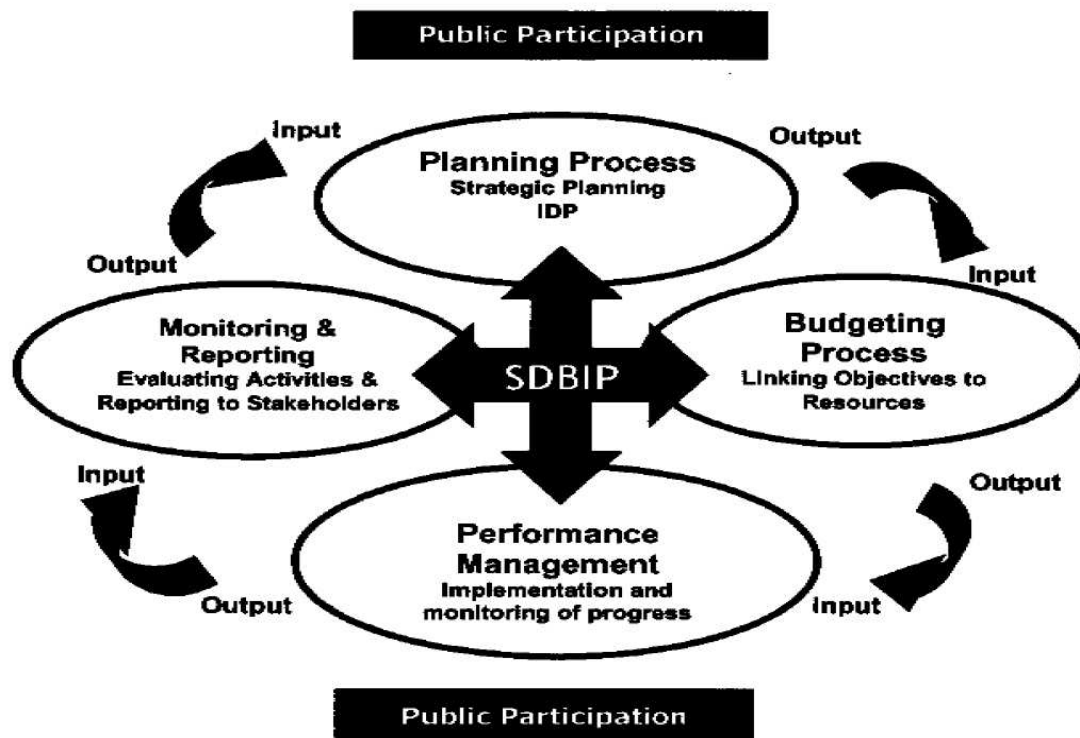 Public Participation
Input
Output
Planning Process
Strategic Planning
IDP
Output
Input
Monitoring &
Reporting
Evaluating Activities &
Reporting to Stakeholders
SDBIP
Budgeting
Process
Linking Objectives to
Resources
Input
Output
Performance
Management
Implementation and
monitoring of progress
Output
Input
Public Participation